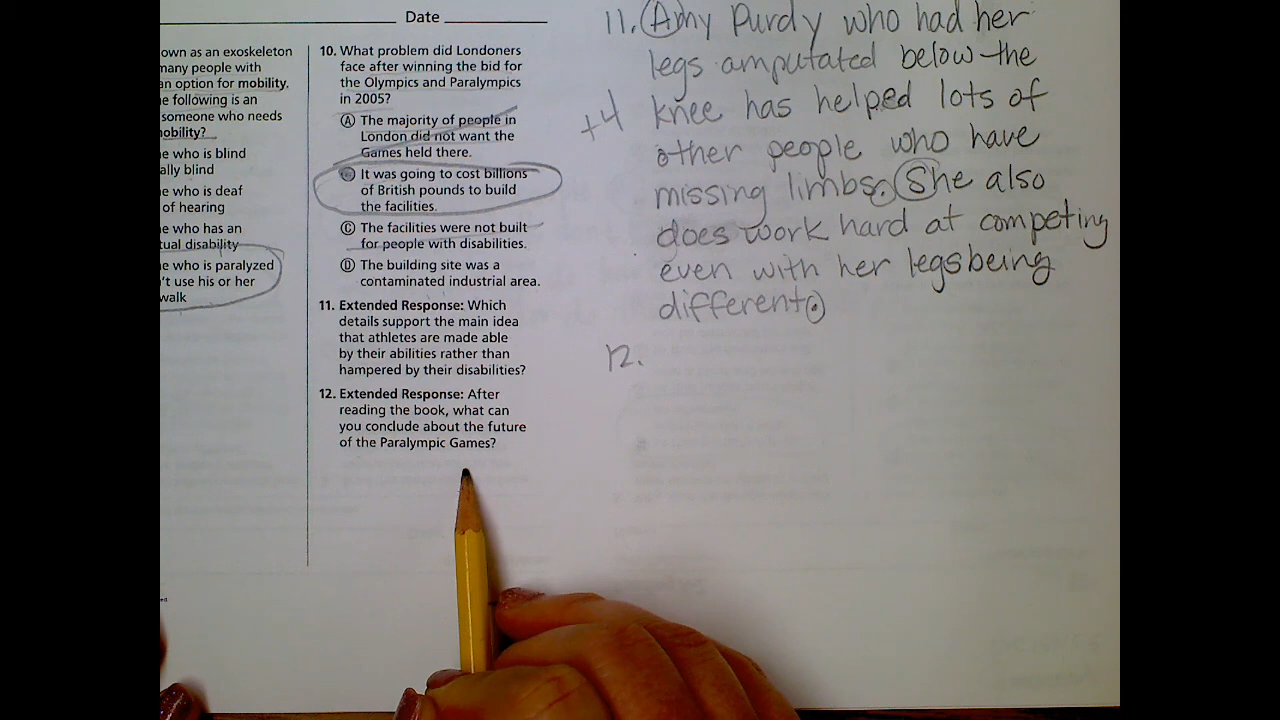 Date
own as an exoskeleton
many people with
an option for mobility.
e following is an
someone who needs
mobility?
e who is blind
ally blind
e who is deaf
of hearing
e who has an
tual disability
e who is paralyzed
't use his or her
walk
10. What problem did Londoners
face after winning the bid for
the Olympics and Paralympics
in 2005?
A The majority of people in
London did not want the
Games held there.
It was going to cost billions
of British pounds to build
the facilities.
C The facilities were not built
for people with disabilities.
D The building site was a
contaminated industrial area.
11. Extended Response: Which
details support the main idea
that athletes are made able
by their abilities rather than
hampered by their disabilities?
12. Extended Response: After
reading the book, what can
you conclude about the future
of the Paralympic Games?
11. Amy Purdy who had her
legs amputated below the
+4 knee has helped lots of
other people who have
missing limbs. She also
does work hard at competing
even with her legs being
different.
12.